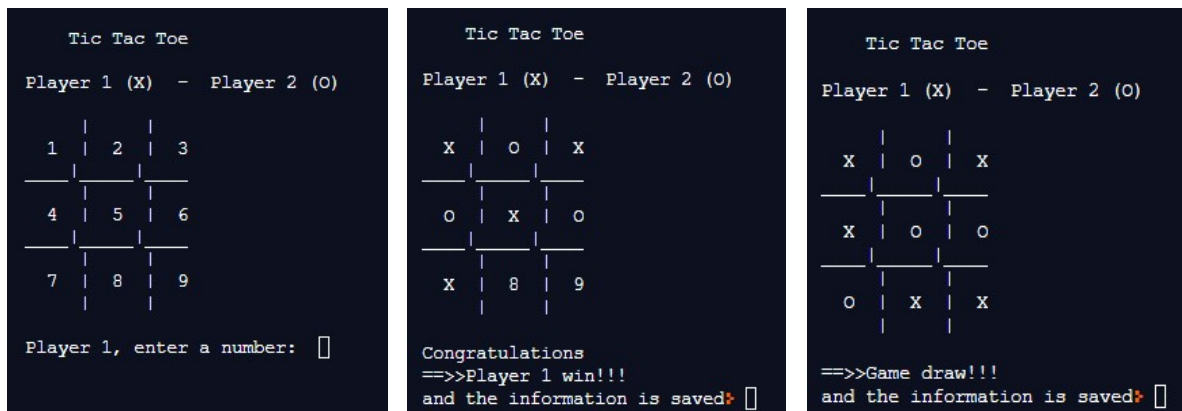 Tic Tac Toe
Player 1 (X)  -  Player 2 (O)
1 | 2 | 3
4 | 5 | 6
7 | 8 | 9
Player 1, enter a number:
Tic Tac Toe
Player 1 (X)  -  Player 2 (O)
X | O | X
O | X | O
X | 8 | 9
Congratulations
==>>Player 1 win!!!
and the information is saved
Tic Tac Toe
Player 1 (X)  -  Player 2 (O)
X | O | X
X | O | O
O | X | X
==>>Game draw!!!
and the information is saved